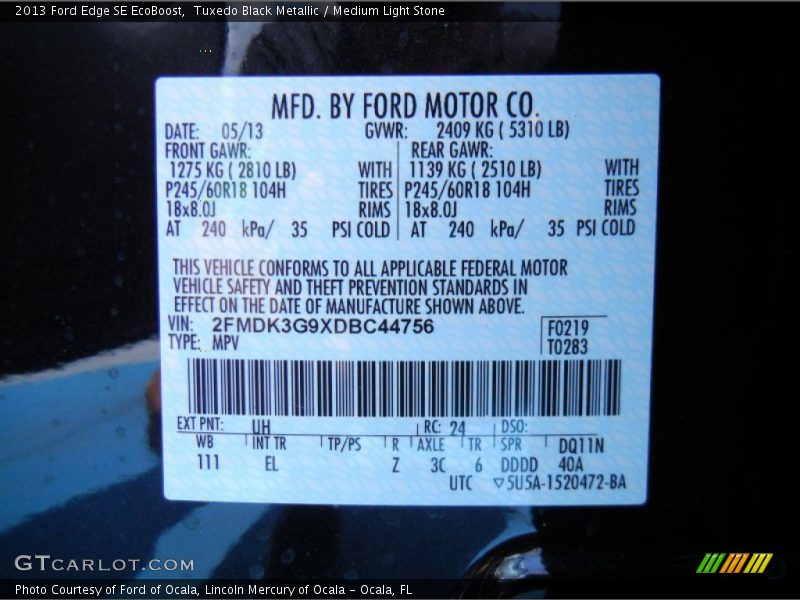 2013 Ford Edge SE EcoBoost, Tuxedo Black Metallic / Medium Light Stone
MFD. BY FORD MOTOR CO.
DATE: 05/13 GVWR: 2409 KG ( 5310 LB)
FRONT GAWR: REAR GAWR:
1275 KG ( 2810 LB) WITH 1139 KG ( 2510 LB) WITH
P245/60R18 104H TIRES P245/60R18 104H TIRES
18x8.0J RIMS 18x8.0J RIMS
AT 240 kPa/ 35 PSI COLD AT 240 kPa/ 35 PSI COLD
THIS VEHICLE CONFORMS TO ALL APPLICABLE FEDERAL MOTOR
VEHICLE SAFETY AND THEFT PREVENTION STANDARDS IN
EFFECT ON THE DATE OF MANUFACTURE SHOWN ABOVE.
VIN: 2FMDK3G9XDBC44756 F0219
TYPE: MPV T0283
EXT PNT: UH RC: 24 DSO:
WB INT TR TP/PS R AXLE TR SPR DQ11N
111 EL Z 3C 6 DDDD 40A
UTC ▽5U5A-1520472-BA
GTCARLOT.COM
Photo Courtesy of Ford of Ocala, Lincoln Mercury of Ocala - Ocala, FL